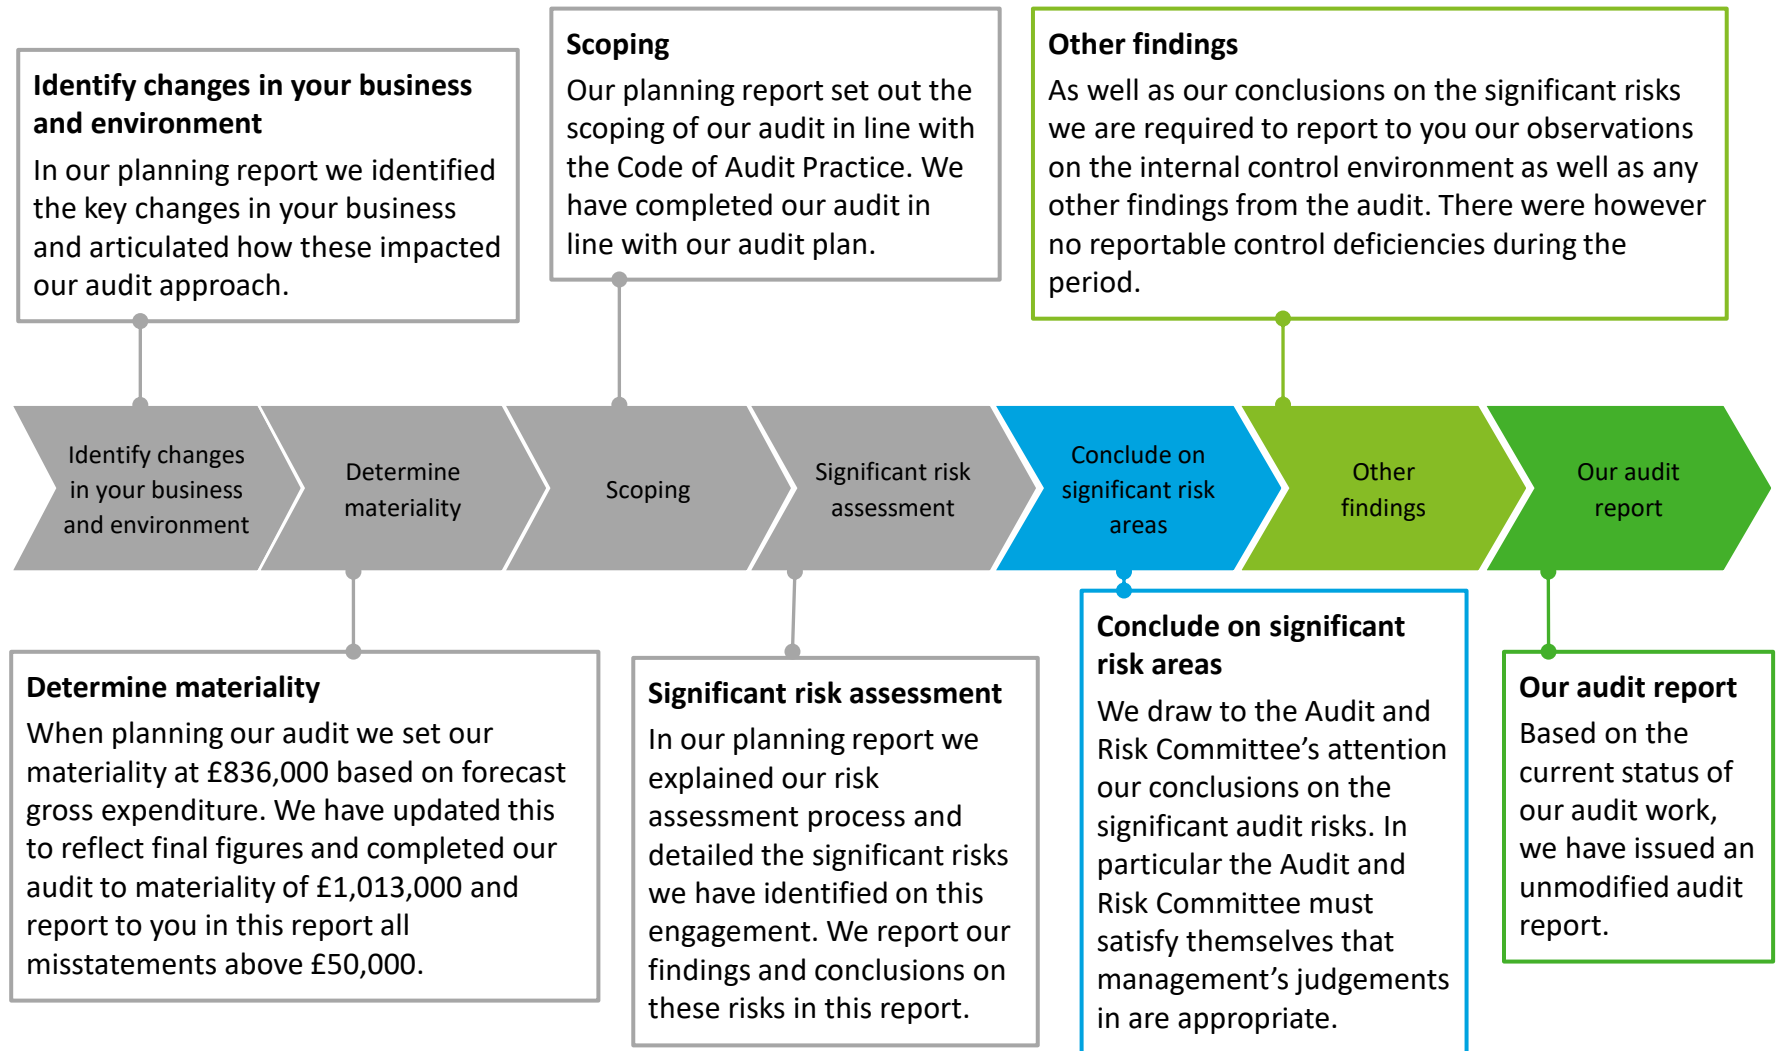 Identify changes in your business
and environment
In our planning report we identified
the key changes in your business
and articulated how these impacted
our audit approach.
Scoping
Our planning report set out the
scoping of our audit in line with
the Code of Audit Practice. We
have completed our audit in
line with our audit plan.
Other findings
As well as our conclusions on the significant risks
we are required to report to you our observations
on the internal control environment as well as any
other findings from the audit. There were however
no reportable control deficiencies during the
period.
Identify changes
in your business
and environment
Determine
materiality
Scoping
Significant risk
assessment
Conclude on
significant risk
areas
Other
findings
Our audit
report
Determine materiality
When planning our audit we set our
materiality at £836,000 based on forecast
gross expenditure. We have updated this
to reflect final figures and completed our
audit to materiality of £1,013,000 and
report to you in this report all
misstatements above £50,000.
Significant risk assessment
In our planning report we
explained our risk
assessment process and
detailed the significant risks
we have identified on this
engagement. We report our
findings and conclusions on
these risks in this report.
Conclude on significant
risk areas
We draw to the Audit and
Risk Committee’s attention
our conclusions on the
significant audit risks. In
particular the Audit and
Risk Committee must
satisfy themselves that
management’s judgements
in are appropriate.
Our audit report
Based on the
current status of
our audit work,
we have issued an
unmodified audit
report.